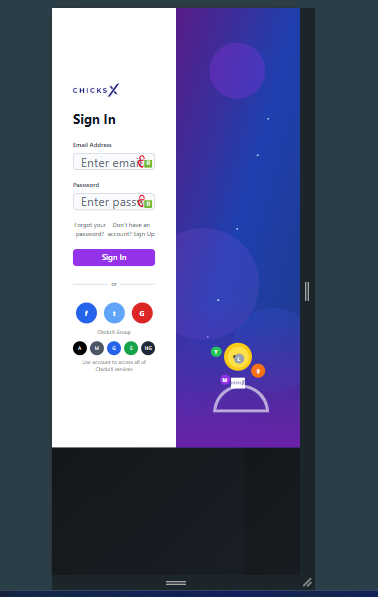 CHICKSX
Sign In
Email Address
Enter emai
Password
Enter pass
Forgot your password?
Don't have an account? Sign Up
Sign In
or
f t G
ChicksX Group
A M G S NG
Use account to access all of
ChicksX services
T
L
M